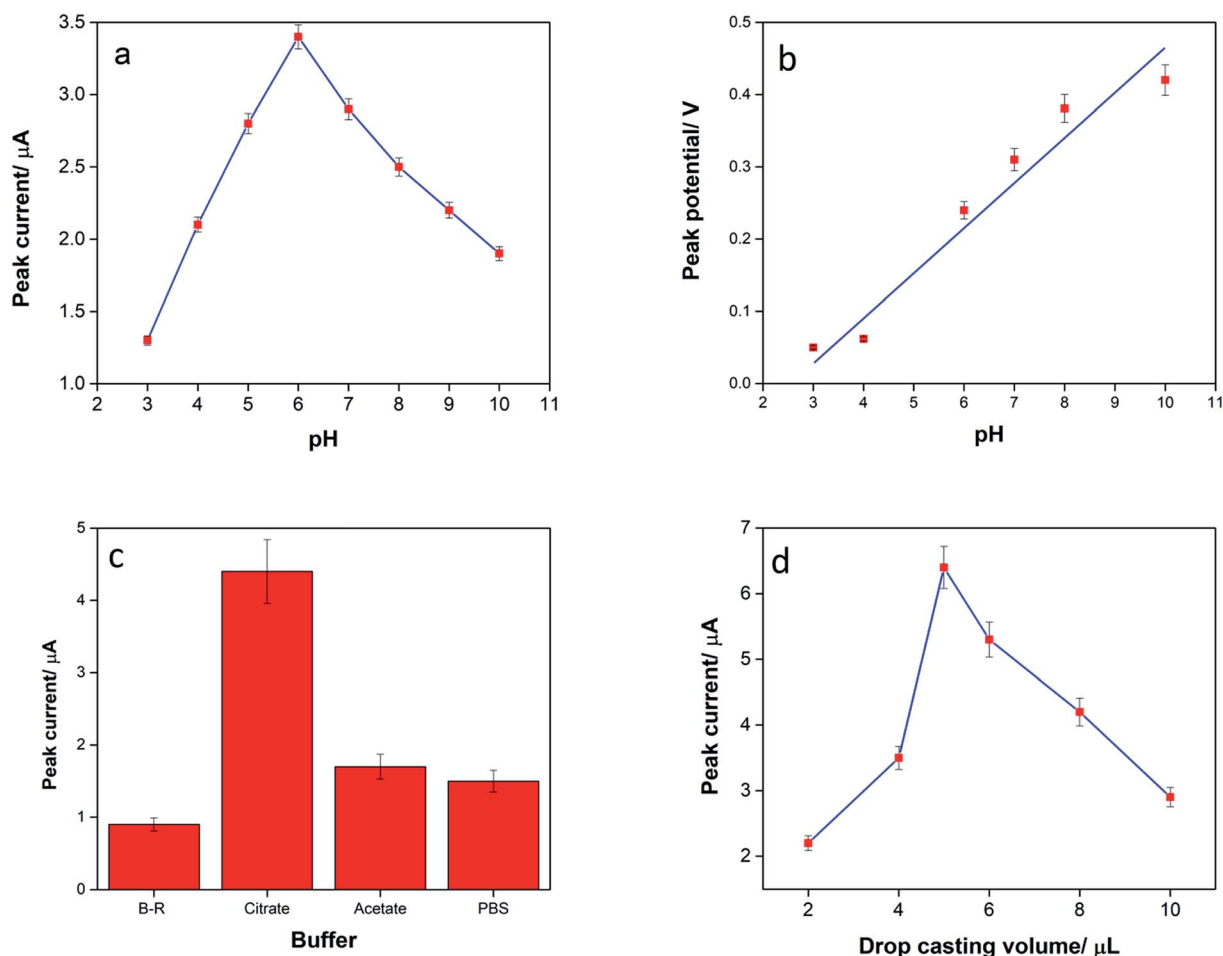 a
3.5
3.0
2.5
2.0
1.5
1.0
Peak current/ μA
2 3 4 5 6 7 8 9 10 11
pH
b
0.5
0.4
0.3
0.2
0.1
0.0
Peak potential/ V
2 3 4 5 6 7 8 9 10 11
pH
c
5
4
3
2
1
0
Peak current/ μA
B-R Citrate Acetate PBS
Buffer
d
7
6
5
4
3
2
Peak current/ μA
2 4 6 8 10
Drop casting volume/ μL